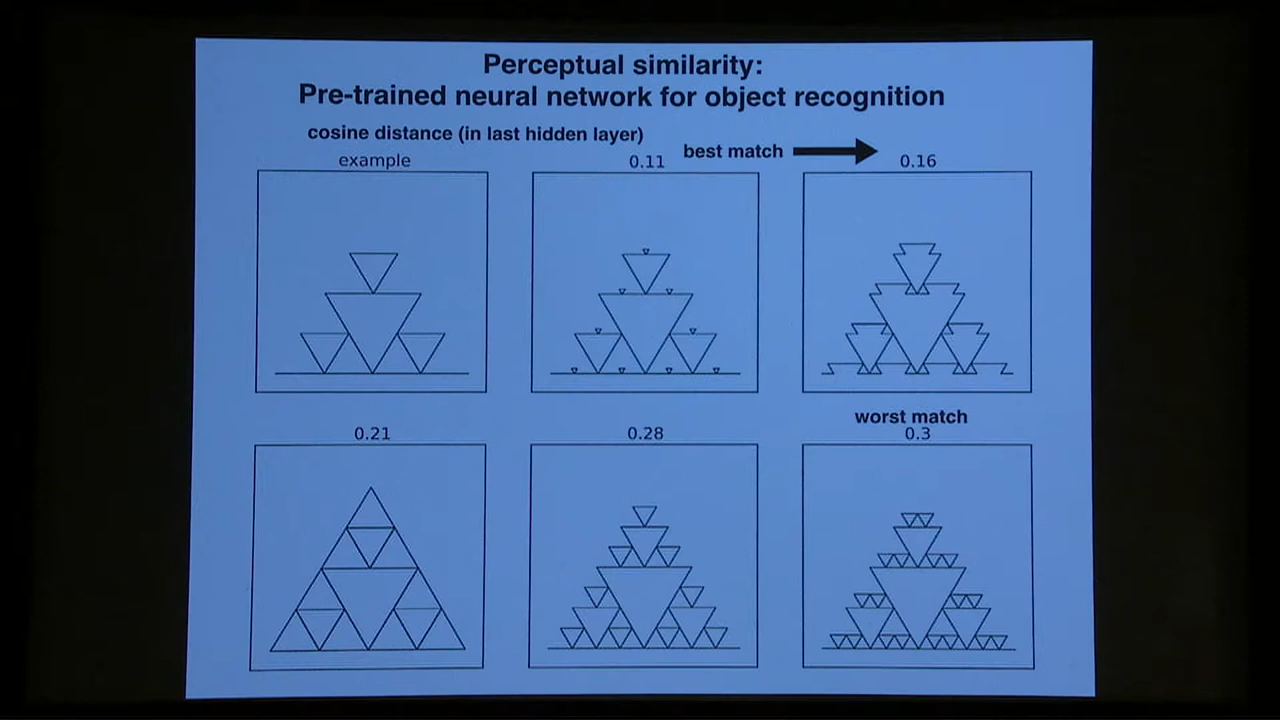 Perceptual similarity:
Pre-trained neural network for object recognition
cosine distance (in last hidden layer)
best match
example
0.11
0.16
worst match
0.21
0.28
0.3